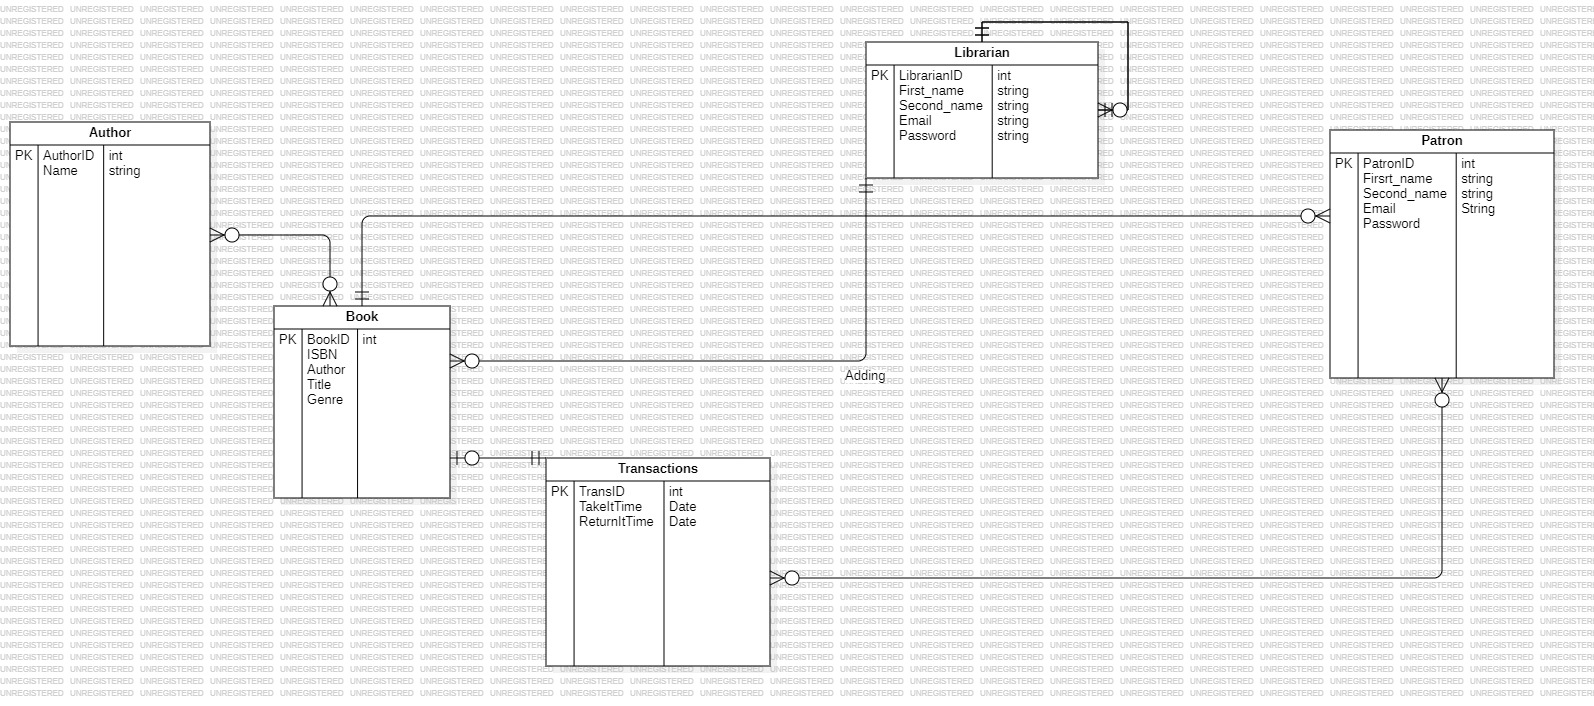 Librarian
PK LibrarianID int
First_name string
Second_name string
Email string
Password string
Author
PK AuthorID int
Name string
Patron
PK PatronID int
Firsrt_name string
Second_name string
Email String
Password
Book
PK BookID int
ISBN
Author
Title
Genre
Adding
Transactions
PK TransID int
TakeItTime Date
ReturnItTime Date
UNREGISTERED